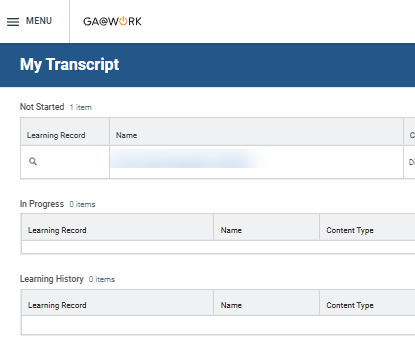 MENU GA@WORK
My Transcript
Not Started 1 item
Learning Record Name C
Di
In Progress 0 items
Learning Record Name Content Type
Learning History 0 items
Learning Record Name Content Type